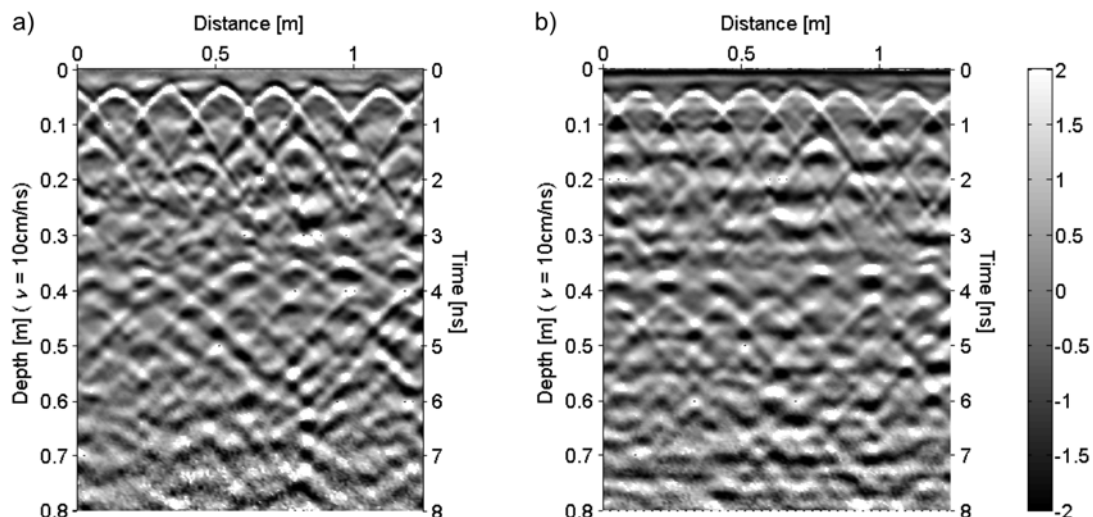 a)
Distance [m]
0 0.5 1
0 0.1 0.2 0.3 0.4 0.5 0.6 0.7 0.8
Depth [m] ( v = 10cm/ns)
0 1 2 3 4 5 6 7 8
Time [ns]
b)
Distance [m]
0 0.5 1
0 0.1 0.2 0.3 0.4 0.5 0.6 0.7 0.8
Depth [m] ( v = 10cm/ns)
0 1 2 3 4 5 6 7 8
Time [ns]
2 1.5 1 0.5 0 -0.5 -1 -1.5 -2